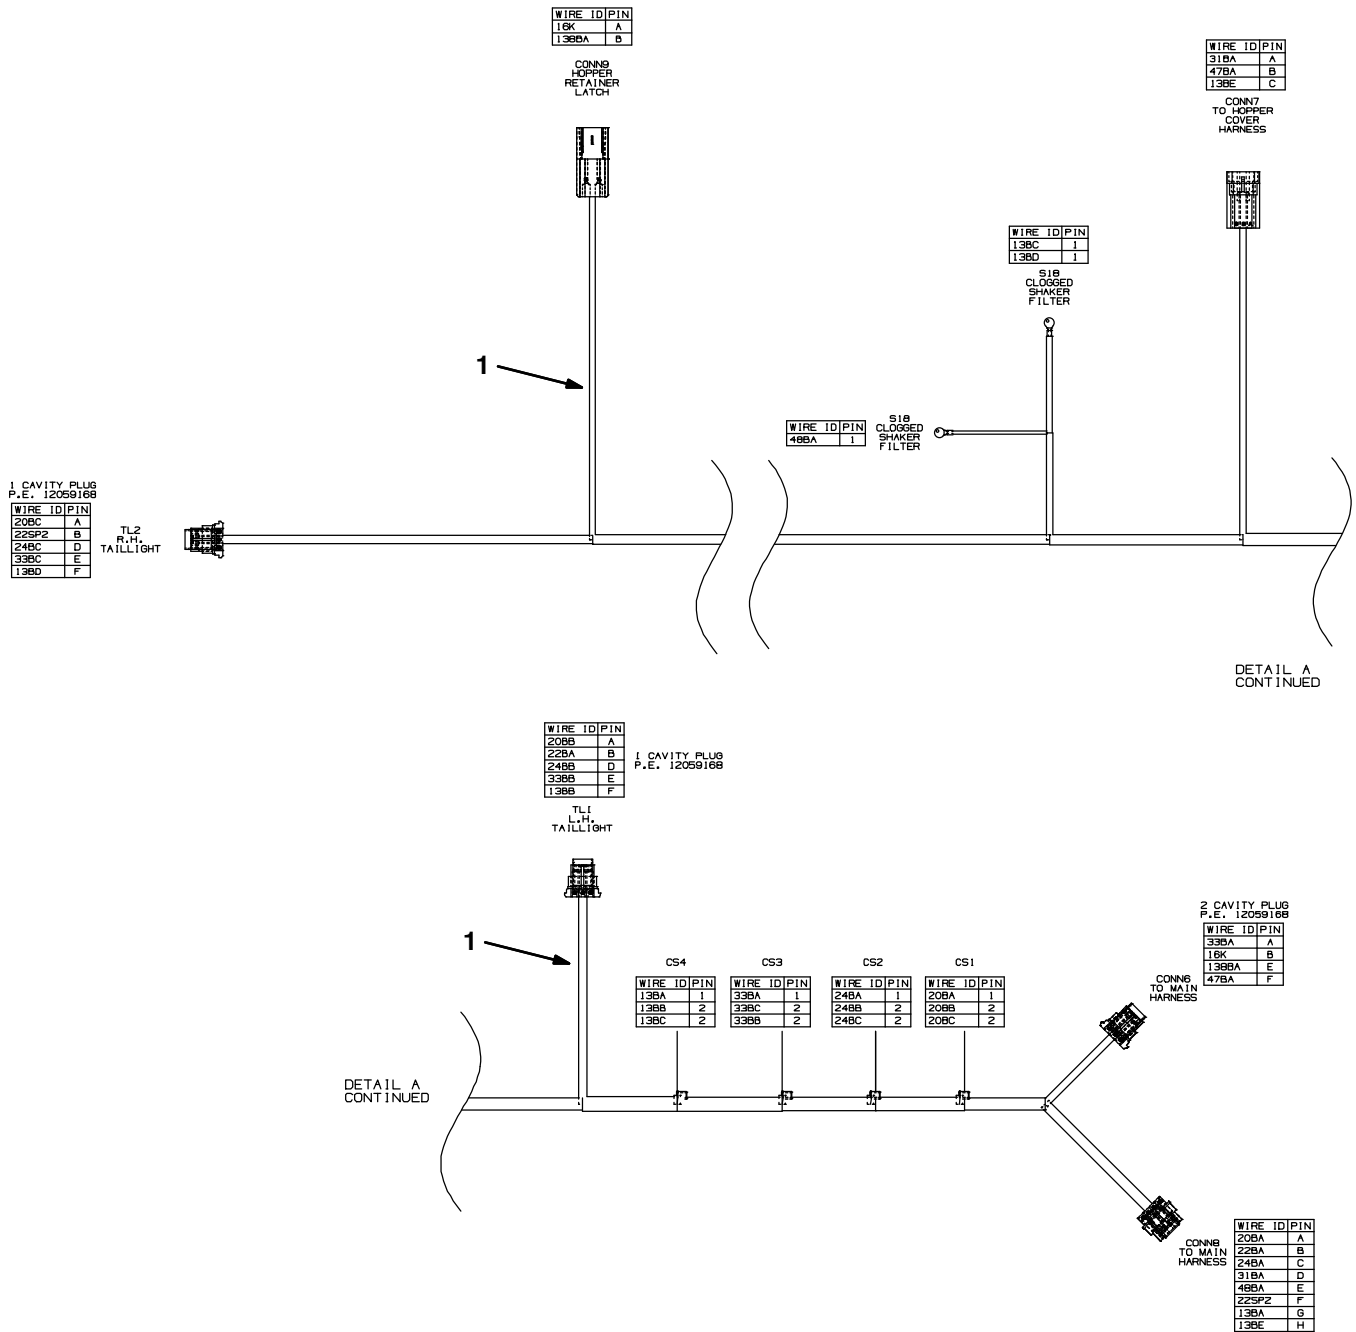 WIRE ID PIN
16K A
13BBA B
CONN9
HOPPER
RETAINER
LATCH
WIRE ID PIN
31BA A
47BA B
13BE C
CONN7
TO HOPPER
COVER
HARNESS
WIRE ID PIN
13BC 1
13BD 1
S18
CLOGGED
SHAKER
FILTER
1
WIRE ID PIN
48BA 1
S18
CLOGGED
SHAKER
FILTER
1 CAVITY PLUG
P.E. 12059168
WIRE ID PIN
20BC A
22SP2 B
24BC D
33BC E
13BD F
TL2
R.H.
TAILLIGHT
DETAIL A
CONTINUED
WIRE ID PIN
20BB A
22BA B
24BB D
33BB E
13BB F
1 CAVITY PLUG
P.E. 12059168
TL1
L.H.
TAILLIGHT
1
CS4
WIRE ID PIN
13BA 1
13BB 2
13BC 2
CS3
WIRE ID PIN
33BA 1
33BC 2
33BB 2
CS2
WIRE ID PIN
24BA 1
24BB 2
24BC 2
CS1
WIRE ID PIN
20BA 1
20BB 2
20BC 2
2 CAVITY PLUG
P.E. 12059168
WIRE ID PIN
33BA A
16K B
13BBA E
47BA F
CONN6
TO MAIN
HARNESS
DETAIL A
CONTINUED
CONN8
TO MAIN
HARNESS
WIRE ID PIN
20BA A
22BA B
24BA C
31BA D
48BA E
22SP2 F
13BA G
13BE H